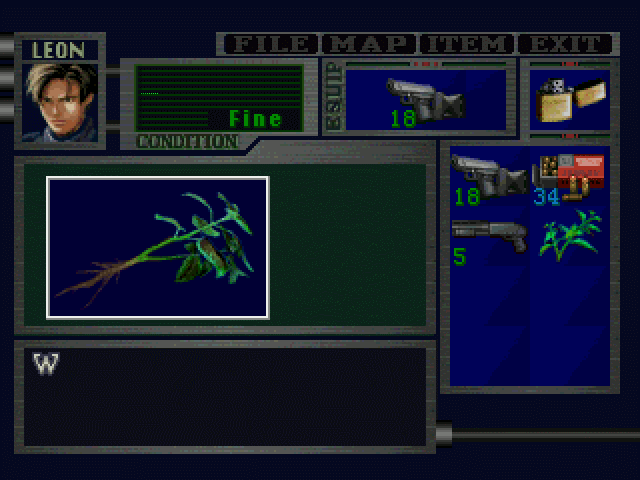 LEON
FILE MAP ITEM EXIT
Fine
CONDITION
EQUIP
18
18
34
5
W